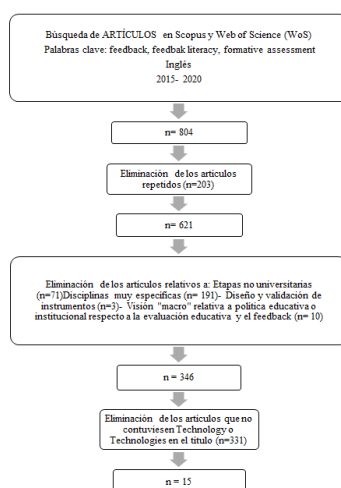 Búsqueda de ARTÍCULOS en Scopus y Web of Science (WoS)
Palabras clave: feedback, feedbak literacy, formative assessment
Inglés
2015- 2020
n= 804
Eliminación de los artículos
repetidos (n=203)
n= 621
Eliminación de los artículos relativos a: Etapas no universitarias
(n=71)Disciplinas muy específicas (n= 191)- Diseño y validación de
instrumentos (n=3)- Visión "macro" relativa a política educativa o
institucional respecto a la evaluación educativa y el feedback (n= 10)
n = 346
Eliminación de los artículos que no
contuviesen Technology o
Technologies en el título (n=331)
n = 15